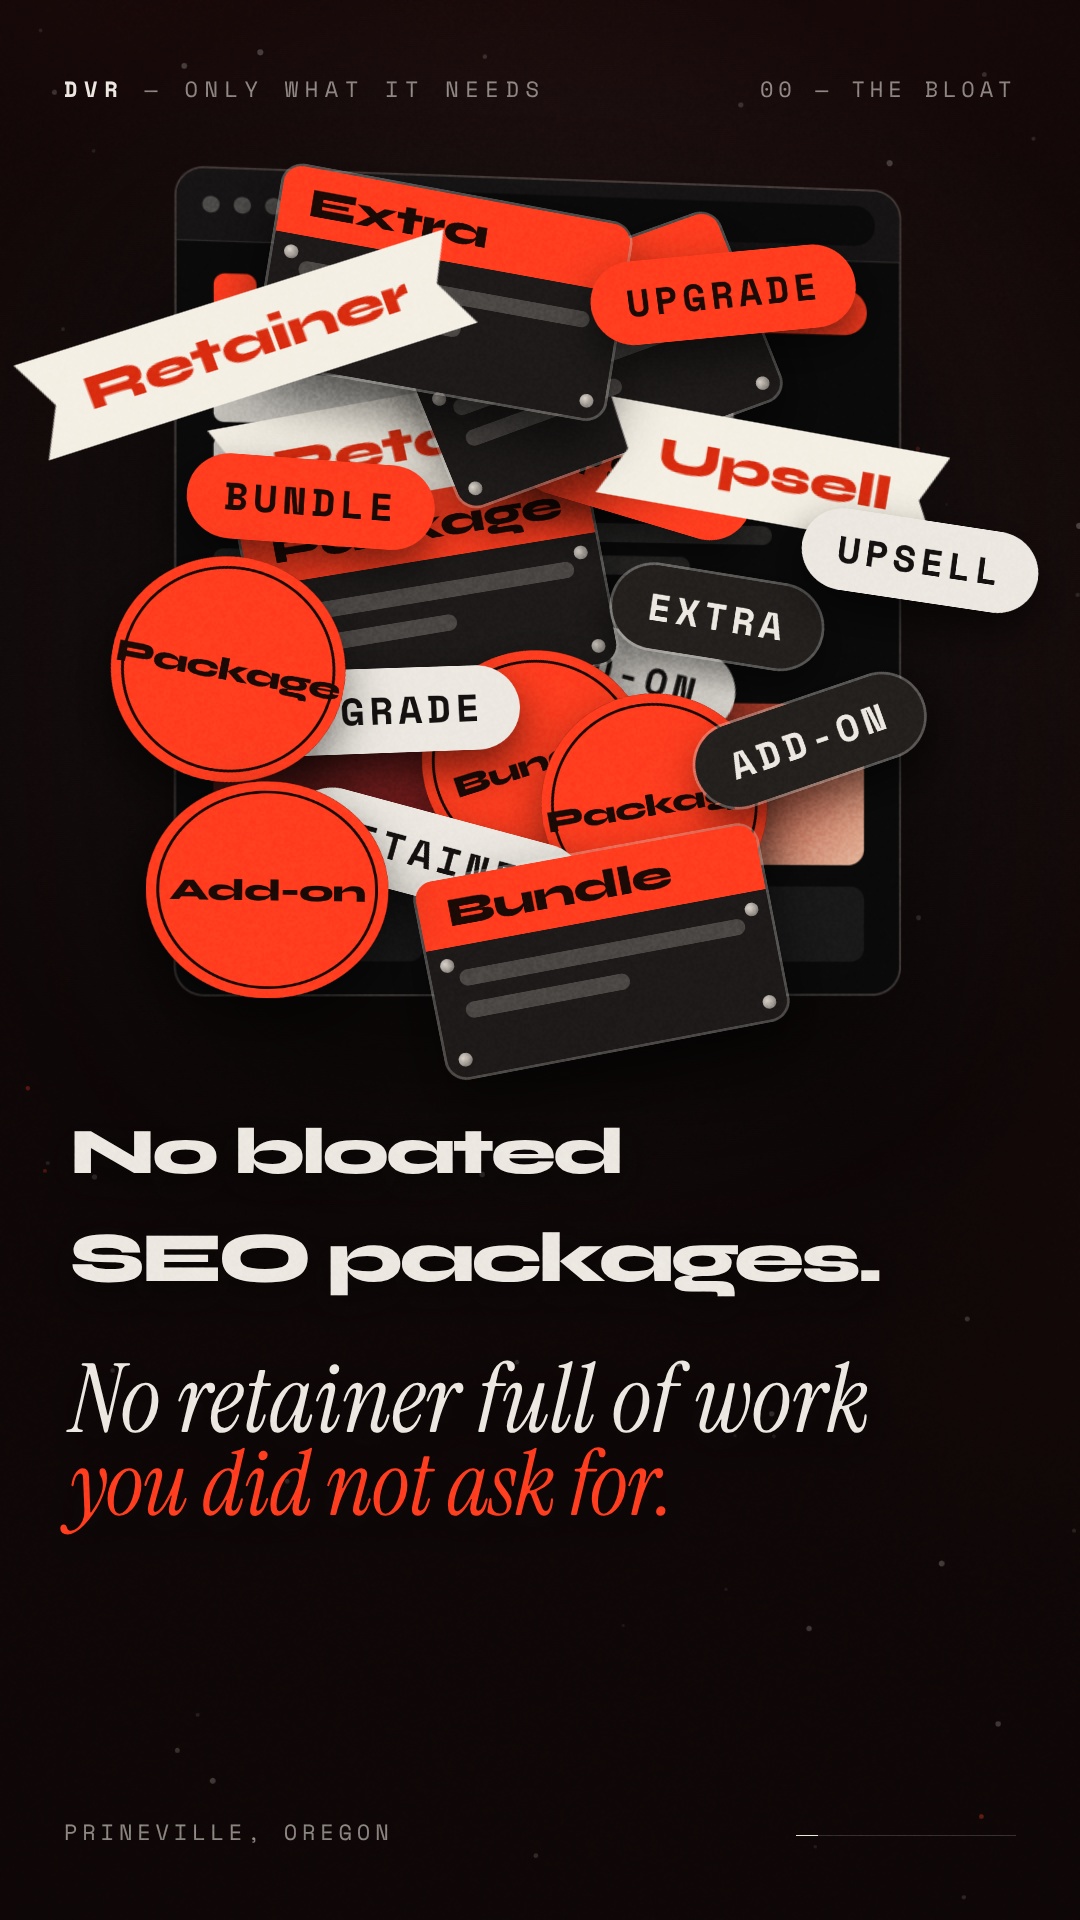 DVR — ONLY WHAT IT NEEDS
00 — THE BLOAT
Extra
UPGRADE
Retainer
Upsell
BUNDLE
UPSELL
EXTRA
Package
GRADE
ADD-ON
Package
Add-on
Bundle
No bloated
SEO packages.
No retainer full of work
you did not ask for.
PRINEVILLE, OREGON